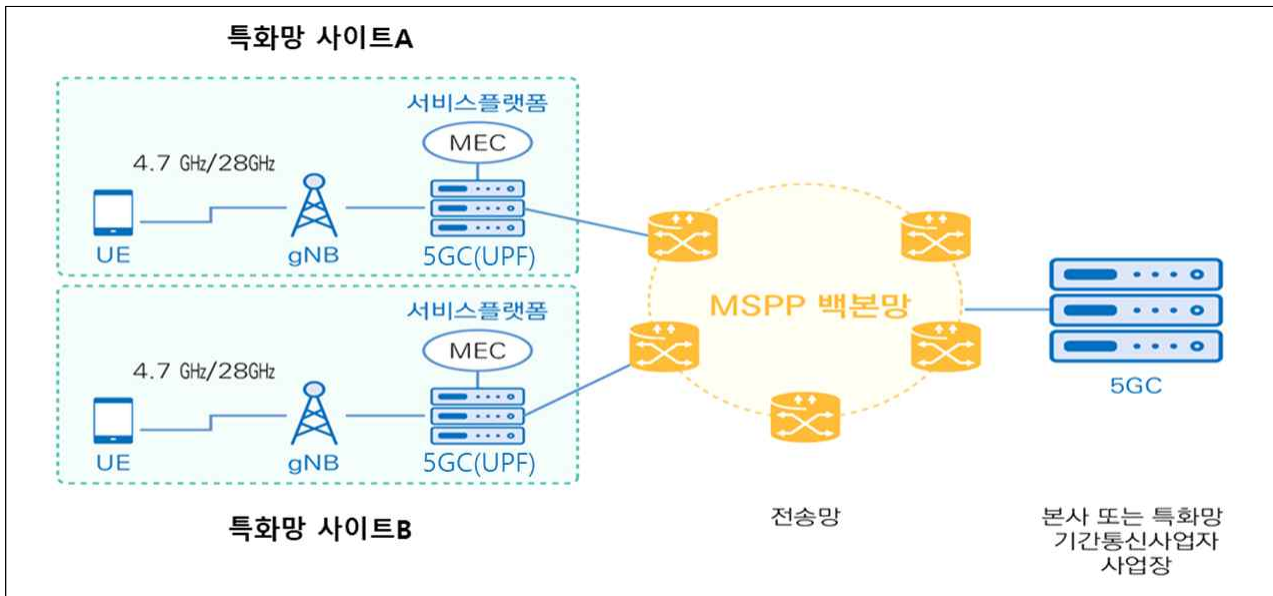 특화망 사이트A
서비스플랫폼
MEC
4.7 GHz/28GHz
UE
gNB
5GC(UPF)
서비스플랫폼
MEC
4.7 GHz/28GHz
UE
gNB
5GC(UPF)
특화망 사이트B
MSPP 백본망
전송망
5GC
본사 또는 특화망
기간통신사업자
사업장